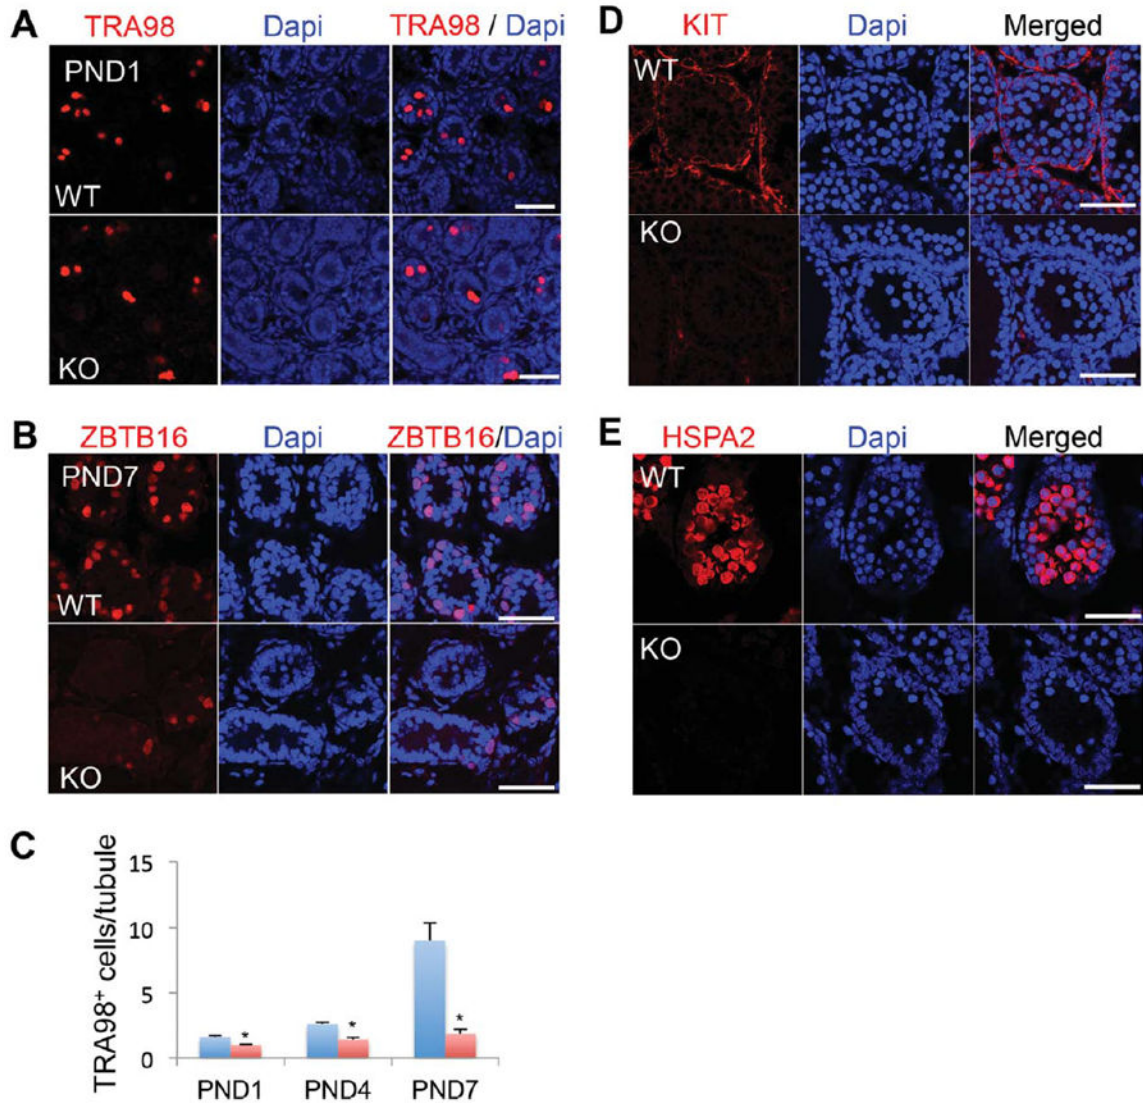 A
TRA98 Dapi TRA98 / Dapi
PND1
WT
KO
B
ZBTB16 Dapi ZBTB16/Dapi
PND7
WT
KO
C
TRA98⁺ cells/tubule
15
10
5
0
* * *
PND1 PND4 PND7
D
KIT Dapi Merged
WT
KO
E
HSPA2 Dapi Merged
WT
KO